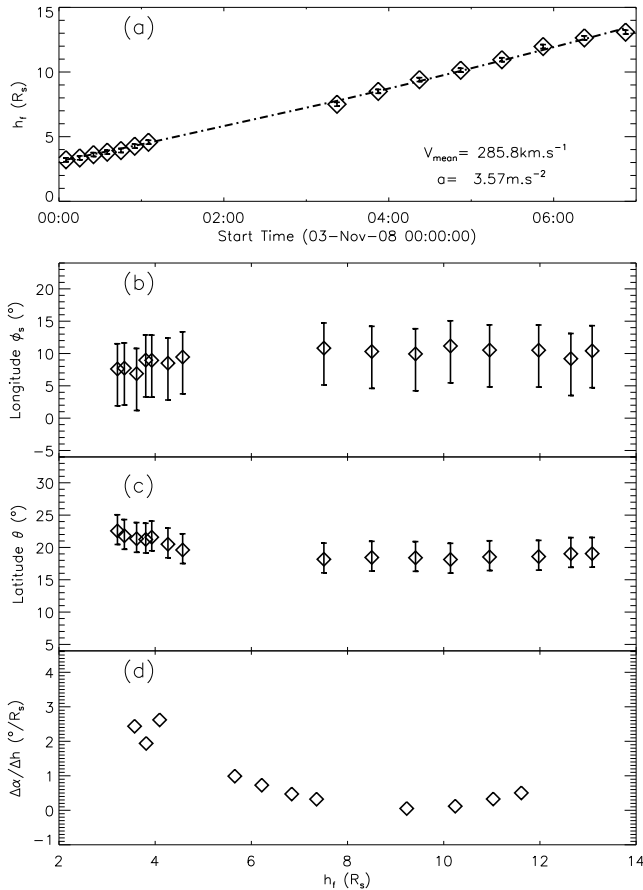 (a)
15
10
5
0
h_f (R_s)
V_mean = 285.8km.s⁻¹
a= 3.57m.s⁻²
00:00 02:00 04:00 06:00
Start Time (03-Nov-08 00:00:00)
(b)
20
15
10
5
0
−5
Longitude ϕ_s (°)
(c)
30
25
20
15
10
5
Latitude θ (°)
(d)
4
3
2
1
0
−1
Δα/Δh (°/R_s)
2 4 6 8 10 12 14
h_f (R_s)